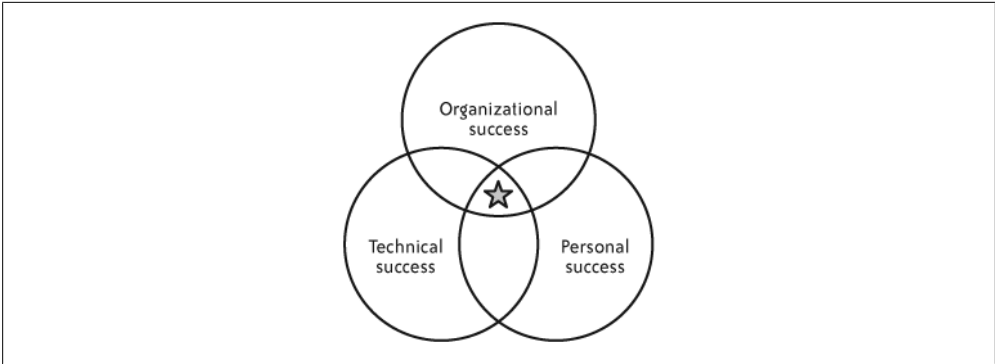 Organizational
success
Technical
success
Personal
success